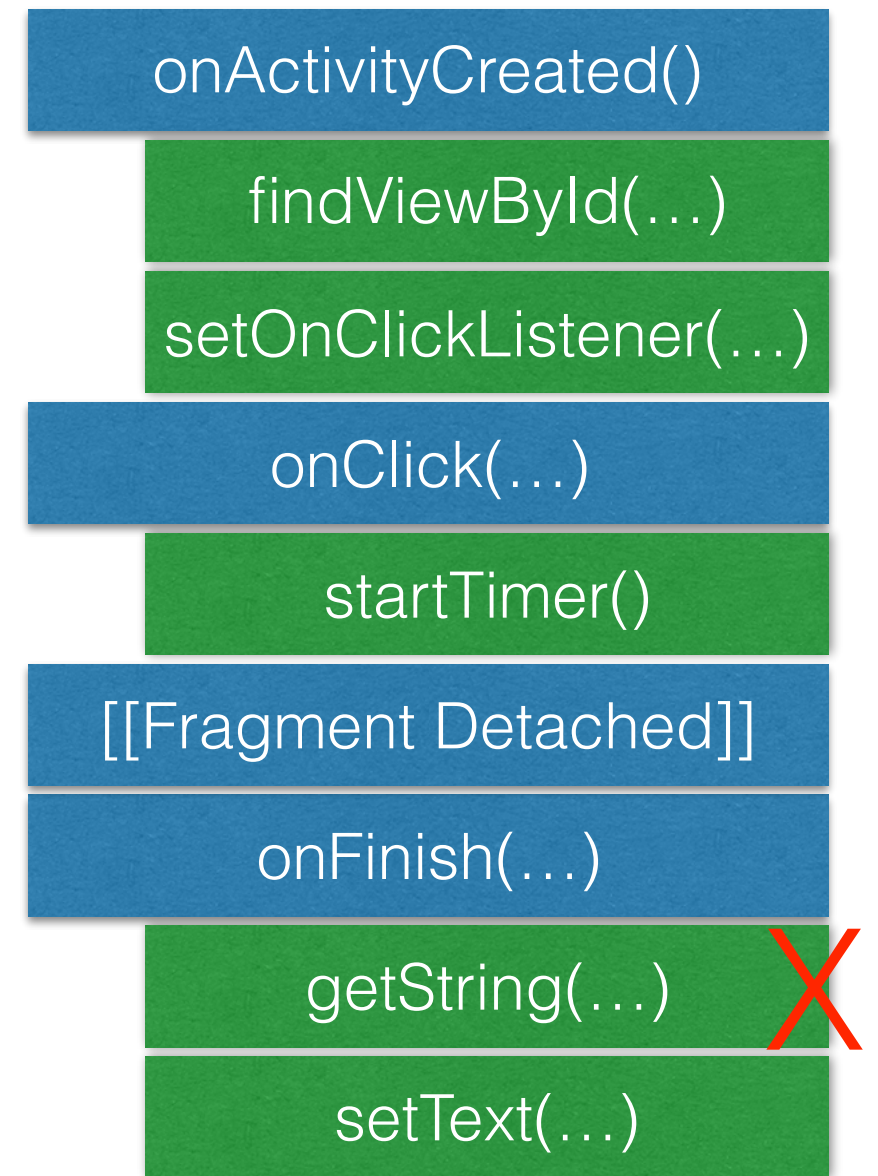 onActivityCreated()
findViewById(…)
setOnClickListener(…)
onClick(…)
startTimer()
[[Fragment Detached]]
onFinish(…)
getString(…) X
setText(…)